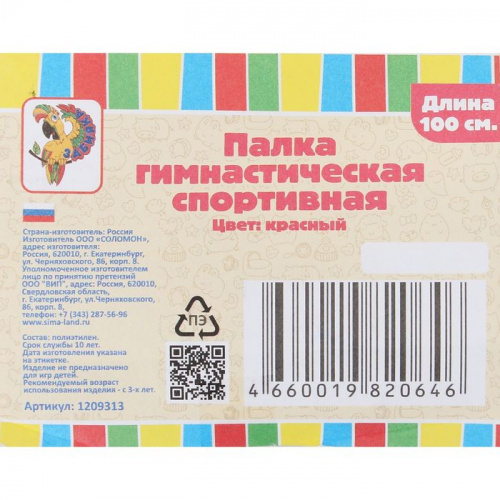 Длина
100 см.
Палка
гимнастическая
спортивная
Цвет: красный
Страна-изготовитель: Россия
Изготовитель ООО «СОЛОМОН»,
адрес изготовителя:
Россия, 620010, г. Екатеринбург,
ул. Черняховского, 86, корп. 8.
Уполномоченное изготовителем
лицо по принятию претензий
ООО "ВИП", адрес: Россия, 620010,
Свердловская область,
г. Екатеринбург, ул.Черняховского,
86, корп. 8,
телефон: +7 (343) 287-56-96
www.sima-land.ru
Состав: полиэтилен.
Срок службы 10 лет.
Дата изготовления указана
на этикетке.
Изделие не предназначено
для игр детей.
Рекомендуемый возраст
использования изделия - с 3-х лет.
Артикул: 1209313
ПЭ
4 660019 820646